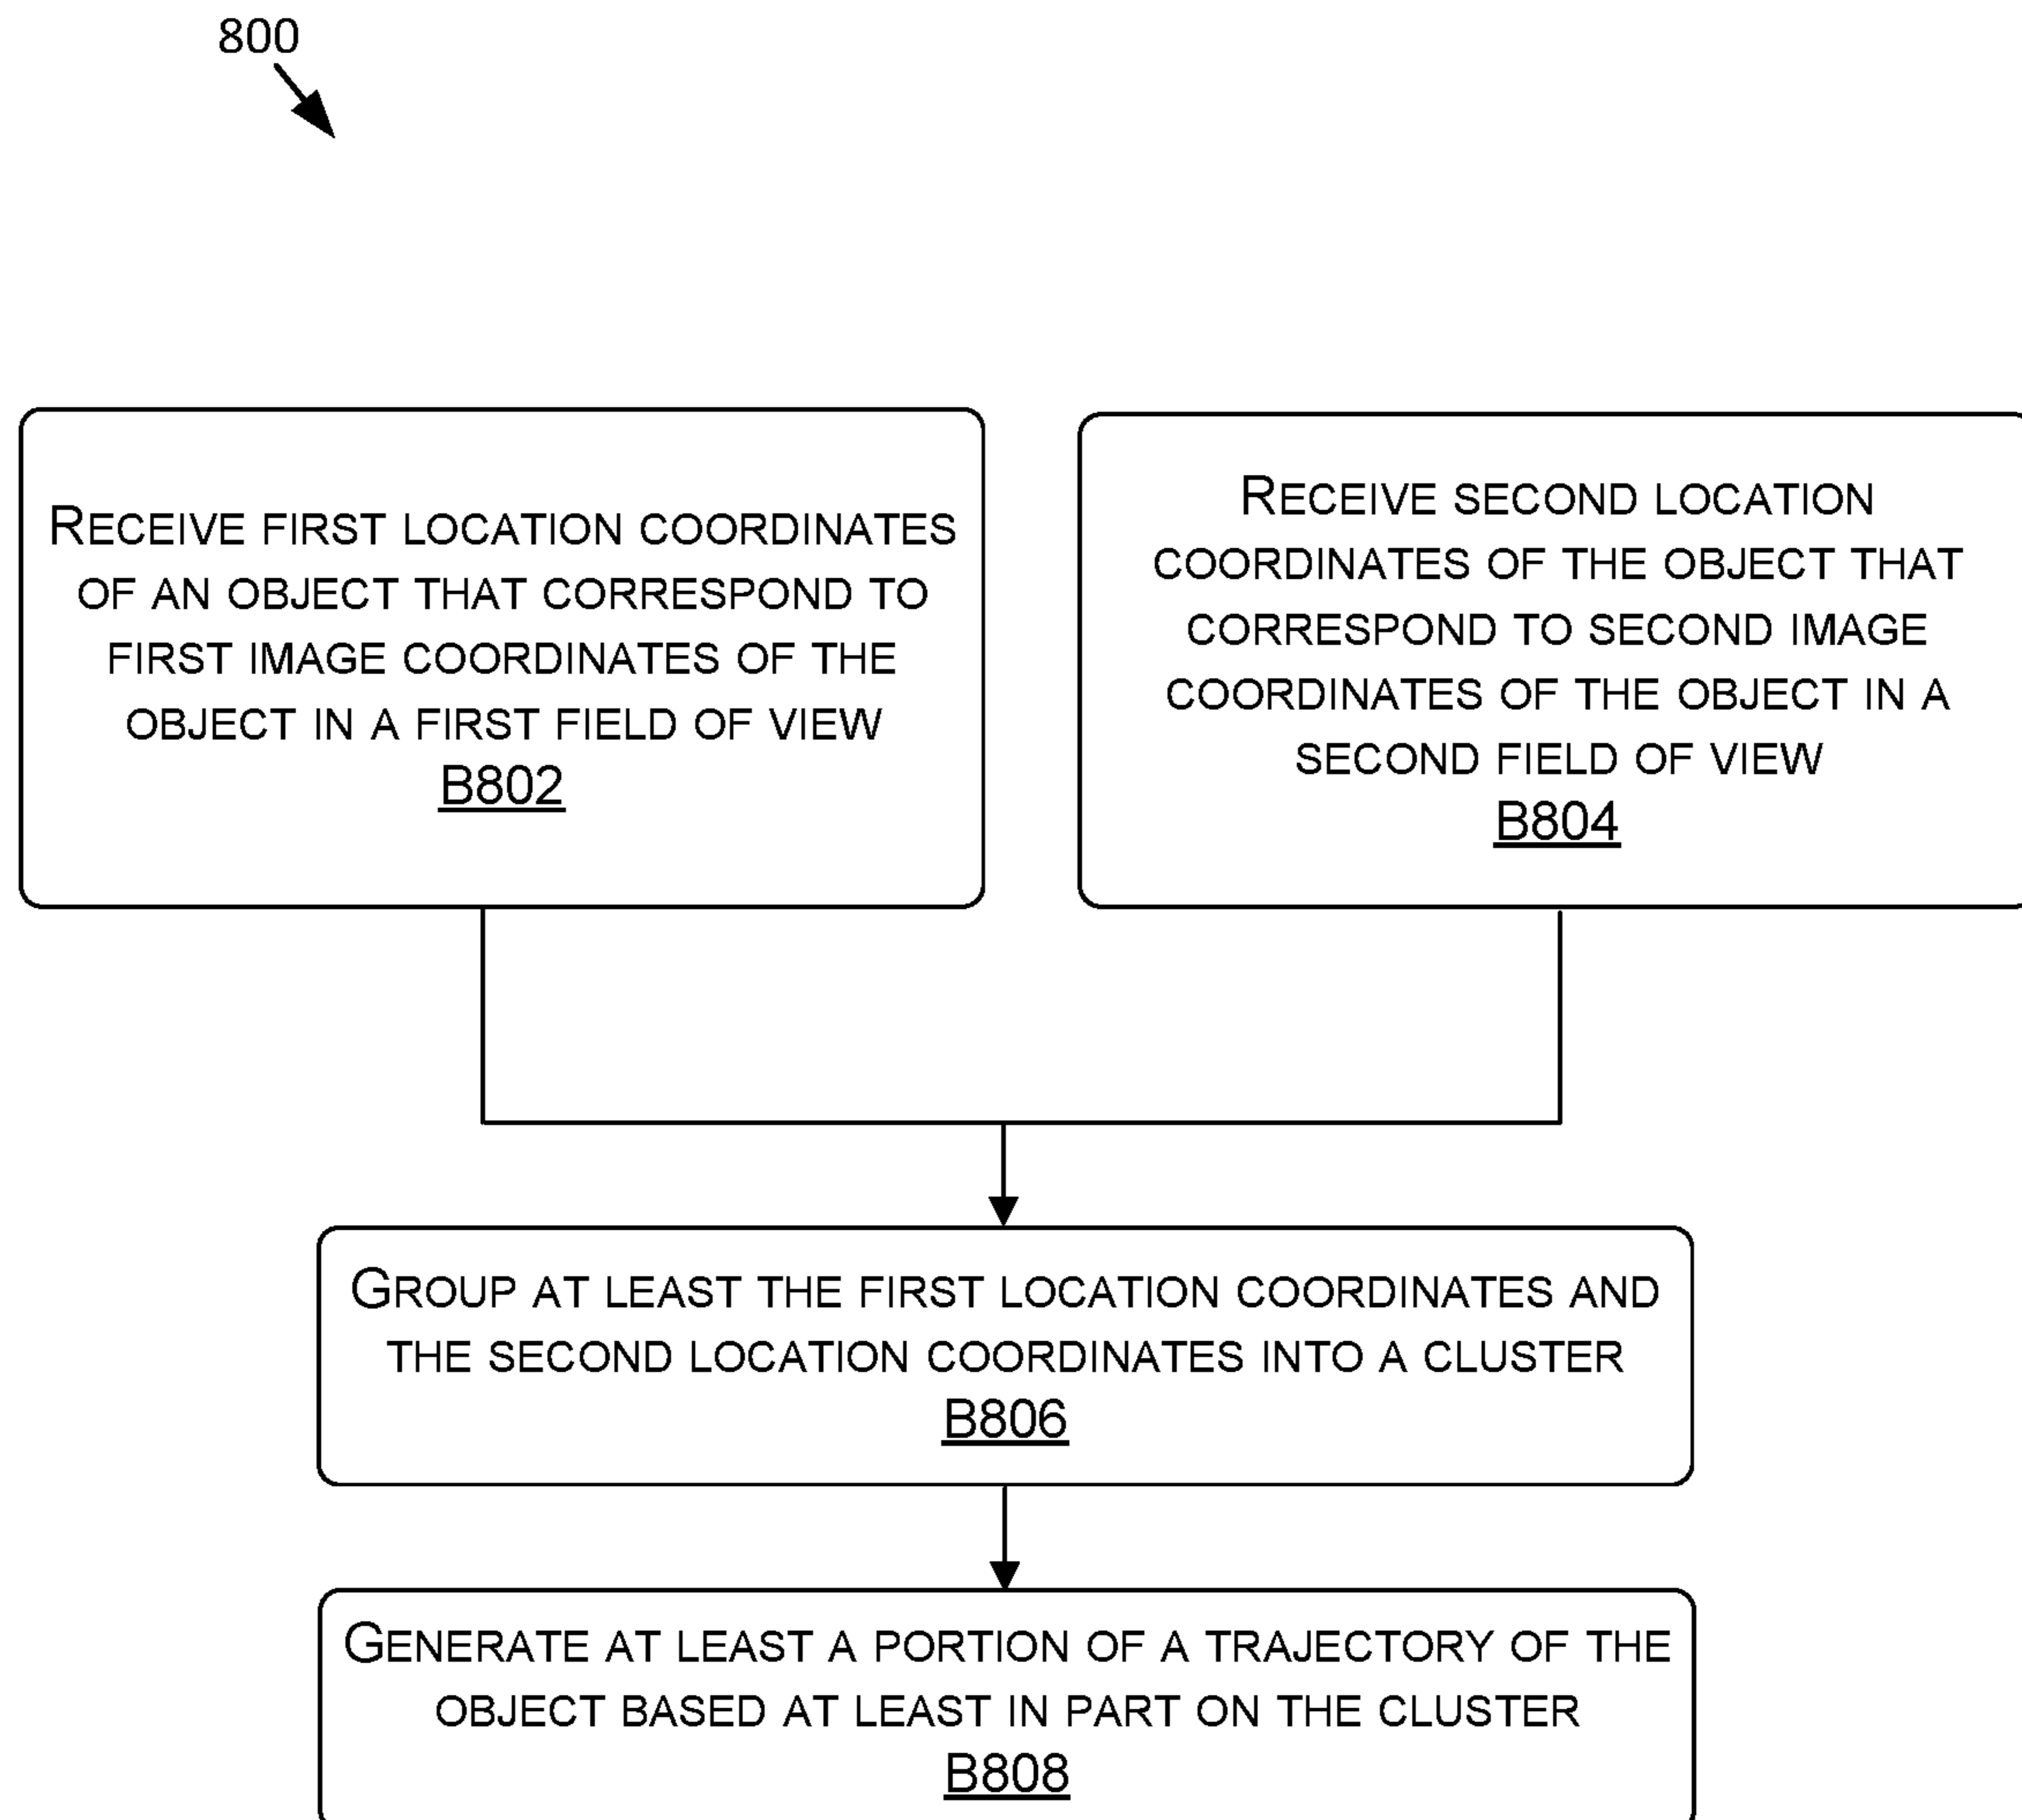 800
RECEIVE FIRST LOCATION COORDINATES
OF AN OBJECT THAT CORRESPOND TO
FIRST IMAGE COORDINATES OF THE
OBJECT IN A FIRST FIELD OF VIEW
B802
RECEIVE SECOND LOCATION
COORDINATES OF THE OBJECT THAT
CORRESPOND TO SECOND IMAGE
COORDINATES OF THE OBJECT IN A
SECOND FIELD OF VIEW
B804
GROUP AT LEAST THE FIRST LOCATION COORDINATES AND
THE SECOND LOCATION COORDINATES INTO A CLUSTER
B806
GENERATE AT LEAST A PORTION OF A TRAJECTORY OF THE
OBJECT BASED AT LEAST IN PART ON THE CLUSTER
B808